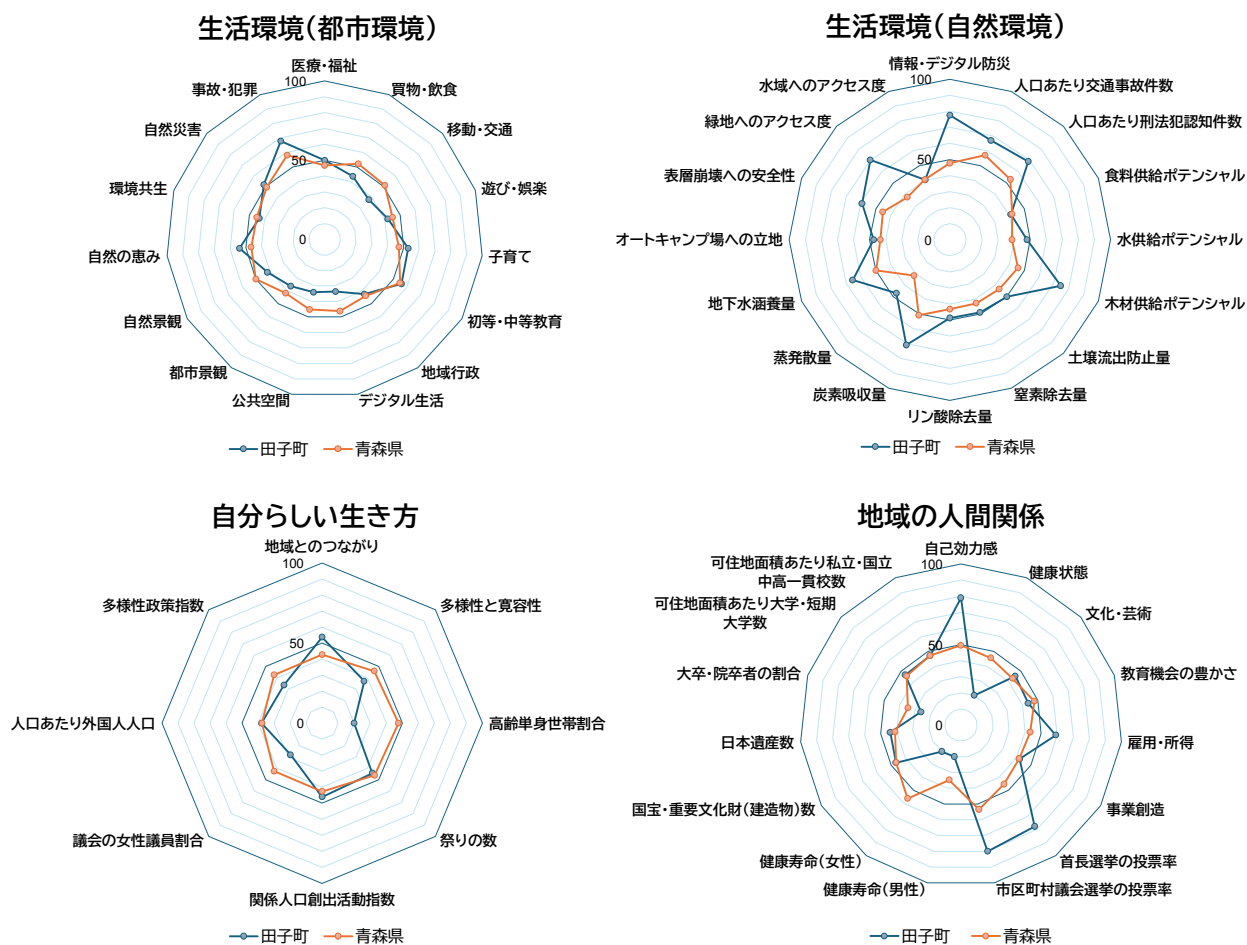 生活環境(都市環境)
医療・福祉
100
事故・犯罪
買物・飲食
自然災害
移動・交通
50
環境共生
遊び・娯楽
0
自然の恵み
子育て
自然景観
初等・中等教育
都市景観
地域行政
公共空間
デジタル生活
田子町
青森県
生活環境(自然環境)
情報・デジタル防災
100
水域へのアクセス度
人口あたり交通事故件数
緑地へのアクセス度
人口あたり刑法犯認知件数
50
表層崩壊への安全性
食料供給ポテンシャル
オートキャンプ場への立地
0
水供給ポテンシャル
地下水涵養量
木材供給ポテンシャル
蒸発散量
土壌流出防止量
炭素吸収量
窒素除去量
リン酸除去量
田子町
青森県
自分らしい生き方
地域とのつながり
100
多様性政策指数
多様性と寛容性
50
人口あたり外国人人口
0
高齢単身世帯割合
議会の女性議員割合
祭りの数
関係人口創出活動指数
田子町
青森県
地域の人間関係
自己効力感
100
可住地面積あたり私立・国立
中高一貫校数
健康状態
可住地面積あたり大学・短期
大学数
文化・芸術
50
大卒・院卒者の割合
教育機会の豊かさ
0
日本遺産数
雇用・所得
国宝・重要文化財(建造物)数
事業創造
健康寿命(女性)
首長選挙の投票率
健康寿命(男性)
市区町村議会選挙の投票率
田子町
青森県